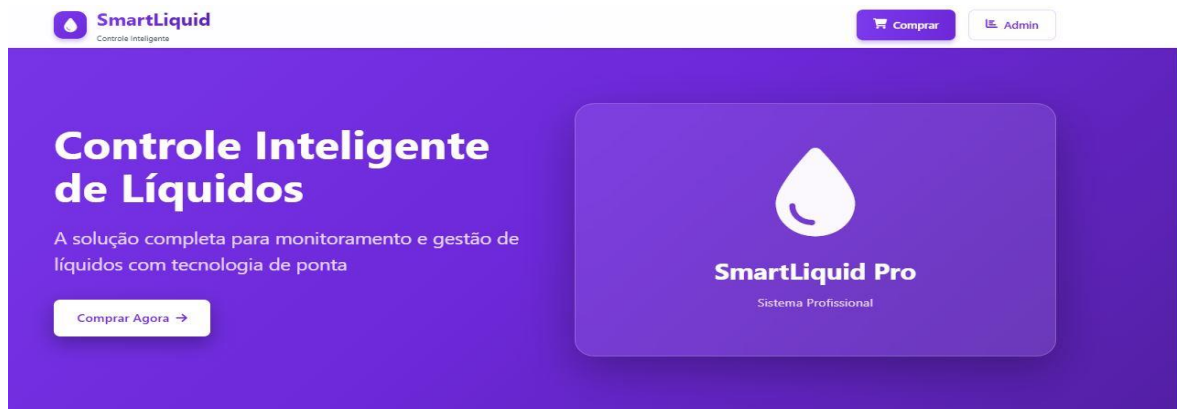 SmartLiquid
Controle Inteligente
Comprar
Admin
Controle Inteligente
de Líquidos
A solução completa para monitoramento e gestão de
líquidos com tecnologia de ponta
Comprar Agora →
SmartLiquid Pro
Sistema Profissional